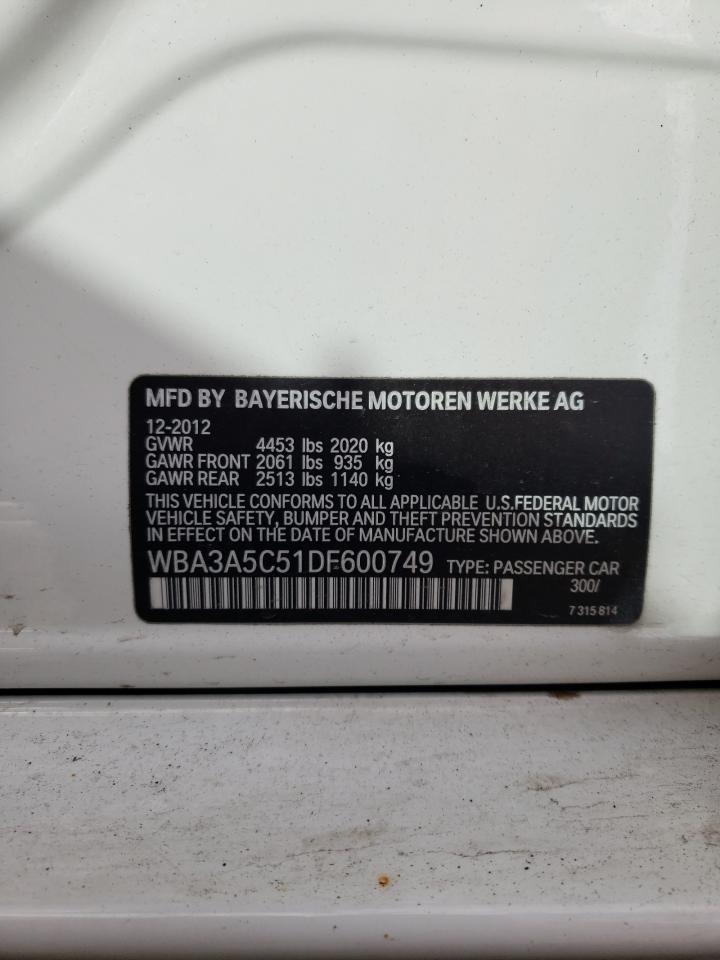 MFD BY BAYERISCHE MOTOREN WERKE AG
12-2012
GVWR 4453 lbs 2020 kg
GAWR FRONT 2061 lbs 935 kg
GAWR REAR 2513 lbs 1140 kg
THIS VEHICLE CONFORMS TO ALL APPLICABLE U.S.FEDERAL MOTOR
VEHICLE SAFETY, BUMPER AND THEFT PREVENTION STANDARDS
IN EFFECT ON THE DATE OF MANUFACTURE SHOWN ABOVE.
WBA3A5C51DF600749 TYPE: PASSENGER CAR
300/
7 315 814